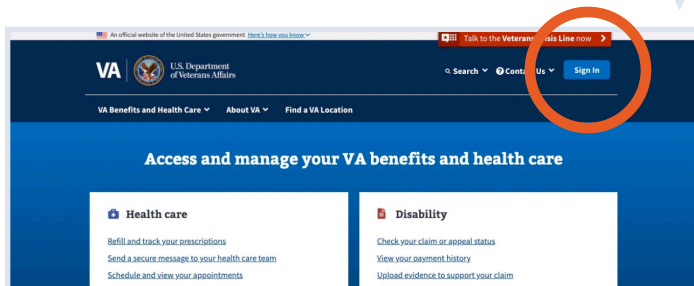 An official website of the United States government Here's how you know
Talk to the Veterans Crisis Line now
VA
U.S. Department
of Veterans Affairs
Search
Contact Us
Sign In
VA Benefits and Health Care
About VA
Find a VA Location
Access and manage your VA benefits and health care
Health care
Refill and track your prescriptions
Send a secure message to your health care team
Schedule and view your appointments
Disability
Check your claim or appeal status
View your payment history
Upload evidence to support your claim